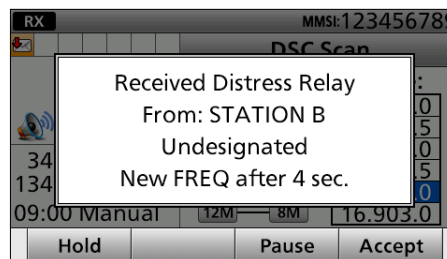 RX MMSI:123456789
DSC Scan
Received Distress Relay
From: STATION B
Undesignated
New FREQ after 4 sec.
34
134
09:00 Manual
12M 8M
16.903.0
Hold Pause Accept